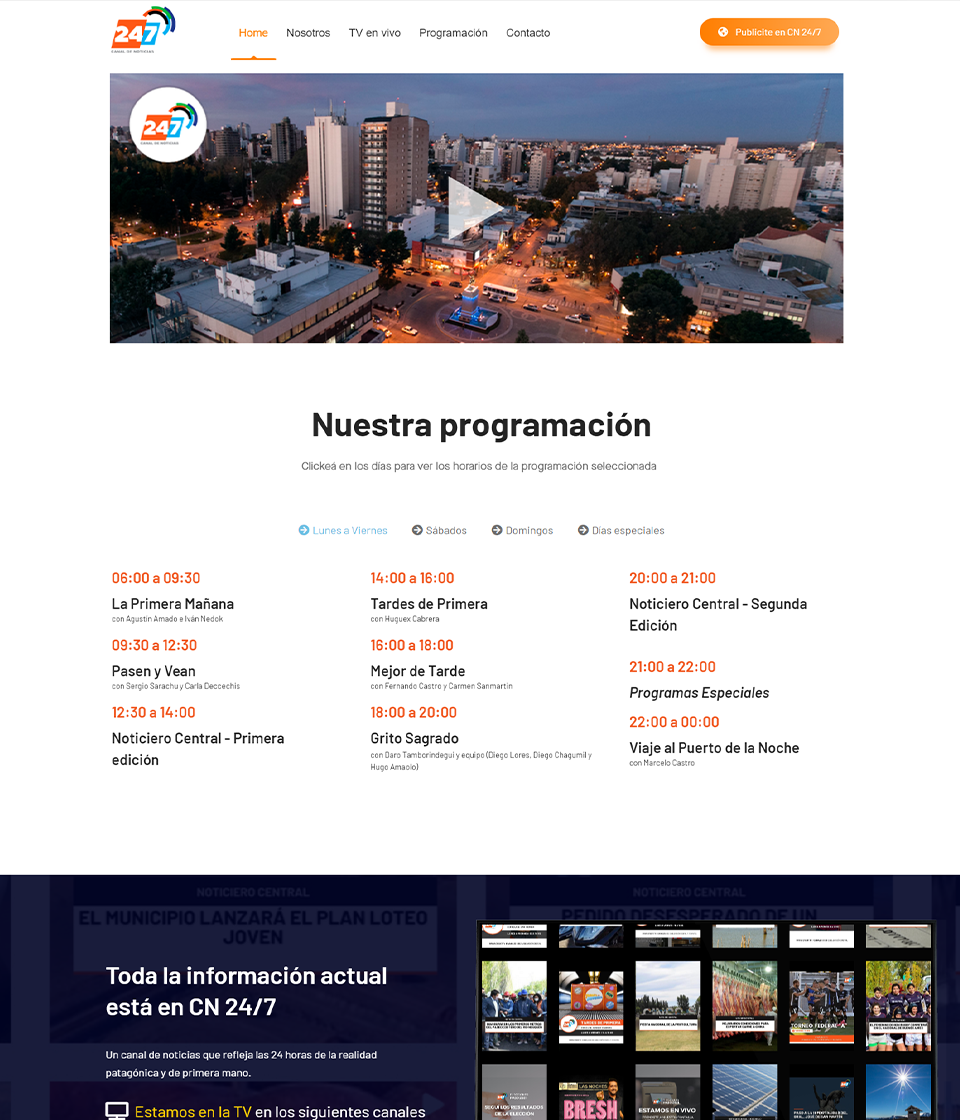 247
CANAL DE NOTICIAS
Home
Nosotros
TV en vivo
Programación
Contacto
Publicite en CN 24/7
247
CANAL DE NOTICIAS
Nuestra programación
Clickeá en los días para ver los horarios de la programación seleccionada
Lunes a Viernes
Sábados
Domingos
Días especiales
06:00 a 09:30
La Primera Mañana
con Agustín Amado e Iván Nedok
09:30 a 12:30
Pasen y Vean
con Sergio Sarachu y Carla Deccechis
12:30 a 14:00
Noticiero Central - Primera
edición
14:00 a 16:00
Tardes de Primera
con Huguex Cabrera
16:00 a 18:00
Mejor de Tarde
con Fernando Castro y Carmen Sanmartín
18:00 a 20:00
Grito Sagrado
con Daro Tamborindegui y equipo (Diego Lores, Diego Chagumil y
Hugo Amaolo)
20:00 a 21:00
Noticiero Central - Segunda
Edición
21:00 a 22:00
Programas Especiales
22:00 a 00:00
Viaje al Puerto de la Noche
con Marcelo Castro
NOTICIERO CENTRAL
EL MUNICIPIO LANZARÁ EL PLAN LOTEO
JOVEN
NOTICIERO CENTRAL
PEDIDO DESESPERADO DE UN
Toda la información actual
está en CN 24/7
Un canal de noticias que refleja las 24 horas de la realidad
patagónica y de primera mano.
Estamos en la TV en los siguientes canales
TARDES DE PRIMERA
TORNEO FEDERAL "A"
LAS NOCHES
BRESH
ESTAMOS EN VIVO